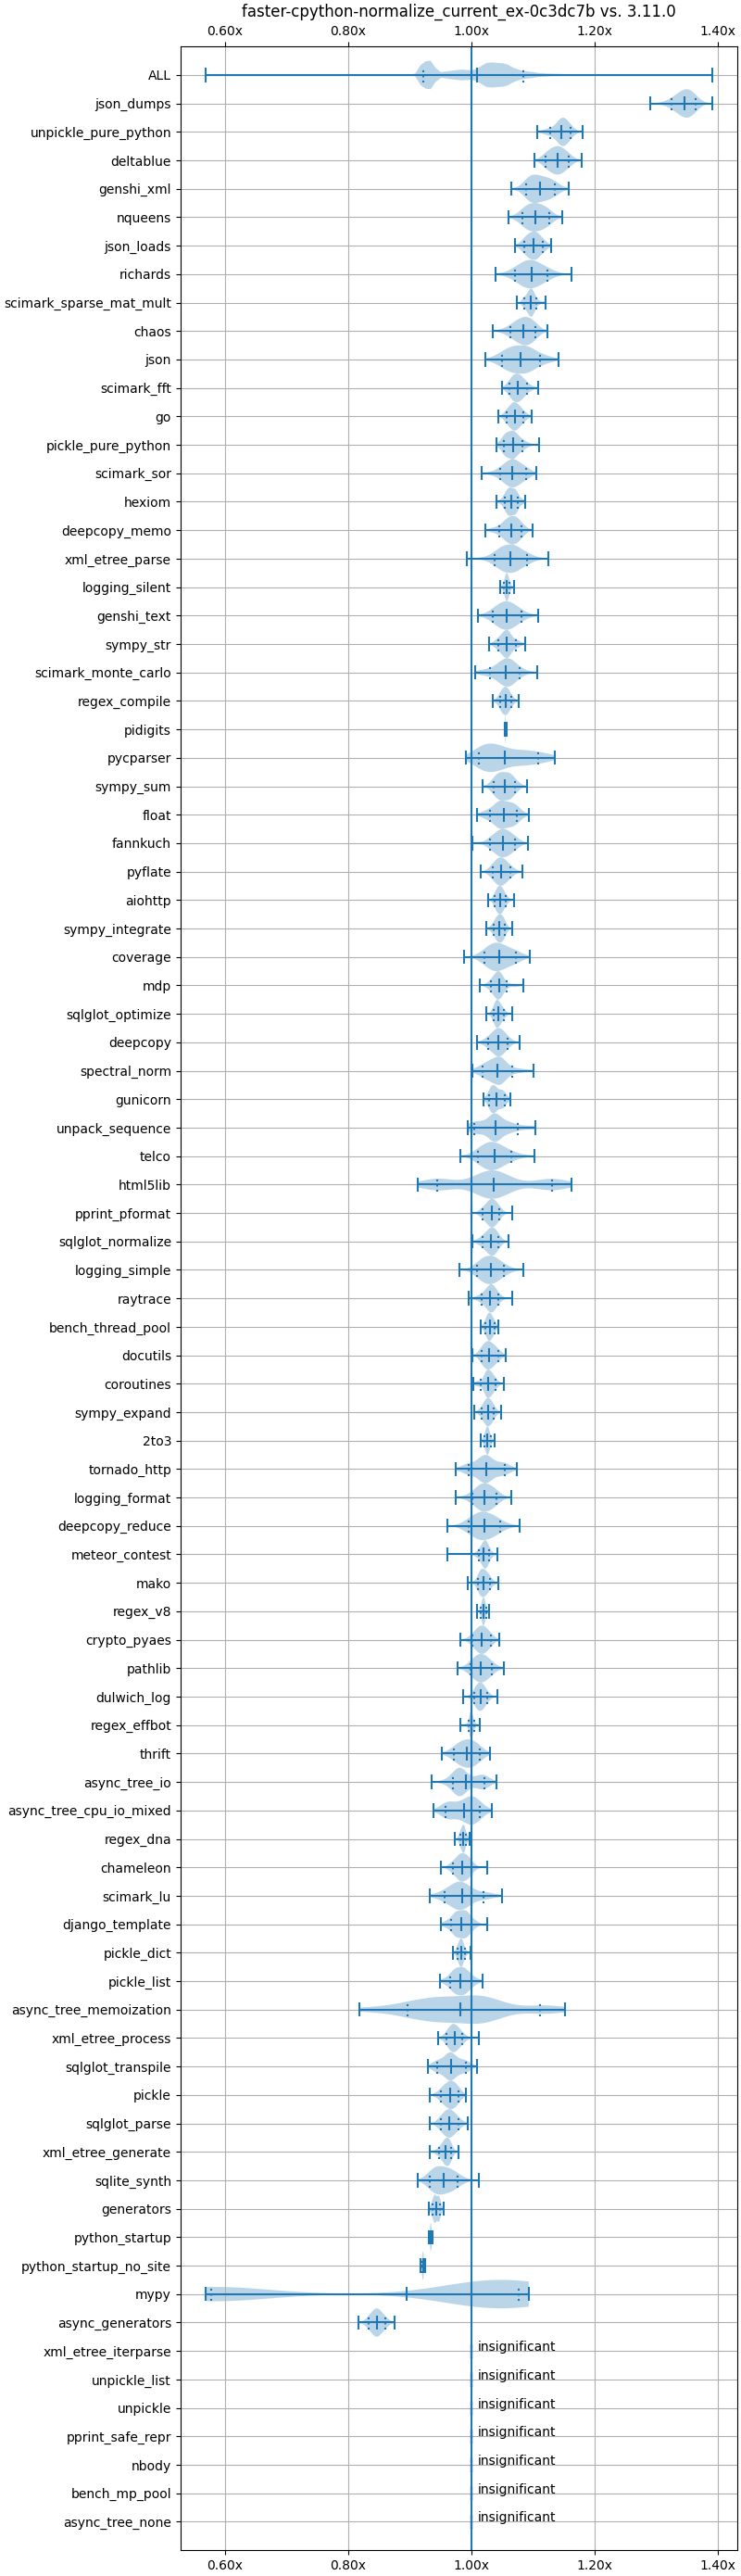 faster-cpython-normalize_current_ex-0c3dc7b vs. 3.11.0
0.60x 0.80x 1.00x 1.20x 1.40x
ALL
json_dumps
unpickle_pure_python
deltablue
genshi_xml
nqueens
json_loads
richards
scimark_sparse_mat_mult
chaos
json
scimark_fft
go
pickle_pure_python
scimark_sor
hexiom
deepcopy_memo
xml_etree_parse
logging_silent
genshi_text
sympy_str
scimark_monte_carlo
regex_compile
pidigits
pycparser
sympy_sum
float
fannkuch
pyflate
aiohttp
sympy_integrate
coverage
mdp
sqlglot_optimize
deepcopy
spectral_norm
gunicorn
unpack_sequence
telco
html5lib
pprint_pformat
sqlglot_normalize
logging_simple
raytrace
bench_thread_pool
docutils
coroutines
sympy_expand
2to3
tornado_http
logging_format
deepcopy_reduce
meteor_contest
mako
regex_v8
crypto_pyaes
pathlib
dulwich_log
regex_effbot
thrift
async_tree_io
async_tree_cpu_io_mixed
regex_dna
chameleon
scimark_lu
django_template
pickle_dict
pickle_list
async_tree_memoization
xml_etree_process
sqlglot_transpile
pickle
sqlglot_parse
xml_etree_generate
sqlite_synth
generators
python_startup
python_startup_no_site
mypy
async_generators
xml_etree_iterparse insignificant
unpickle_list insignificant
unpickle insignificant
pprint_safe_repr insignificant
nbody insignificant
bench_mp_pool insignificant
async_tree_none insignificant
0.60x 0.80x 1.00x 1.20x 1.40x